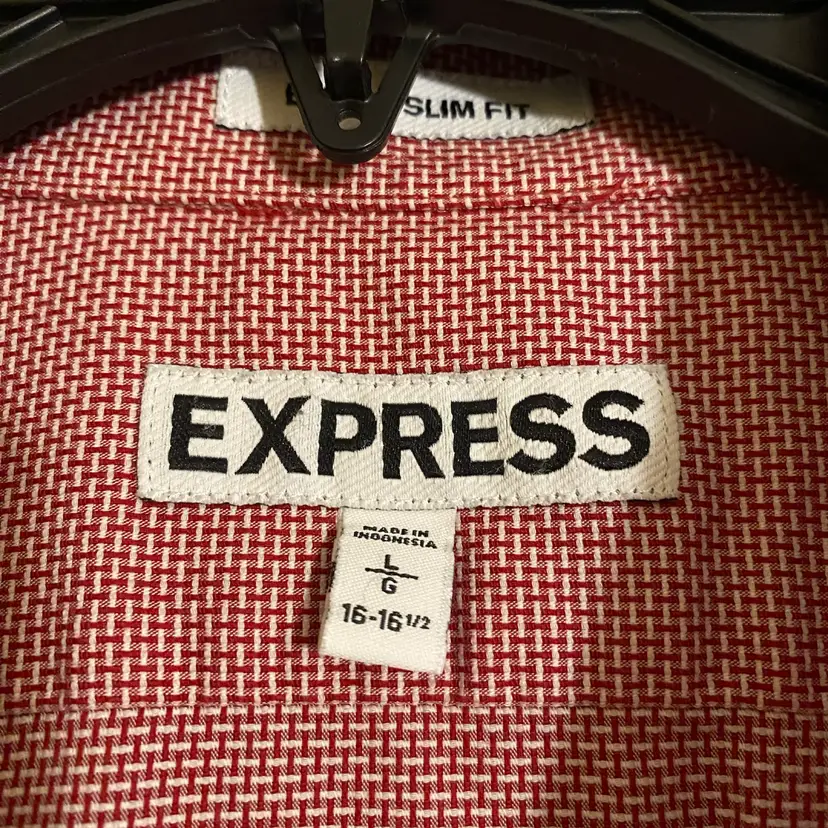 SLIM FIT
EXPRESS
MADE IN
INDONESIA
L
G
16-16 1/2